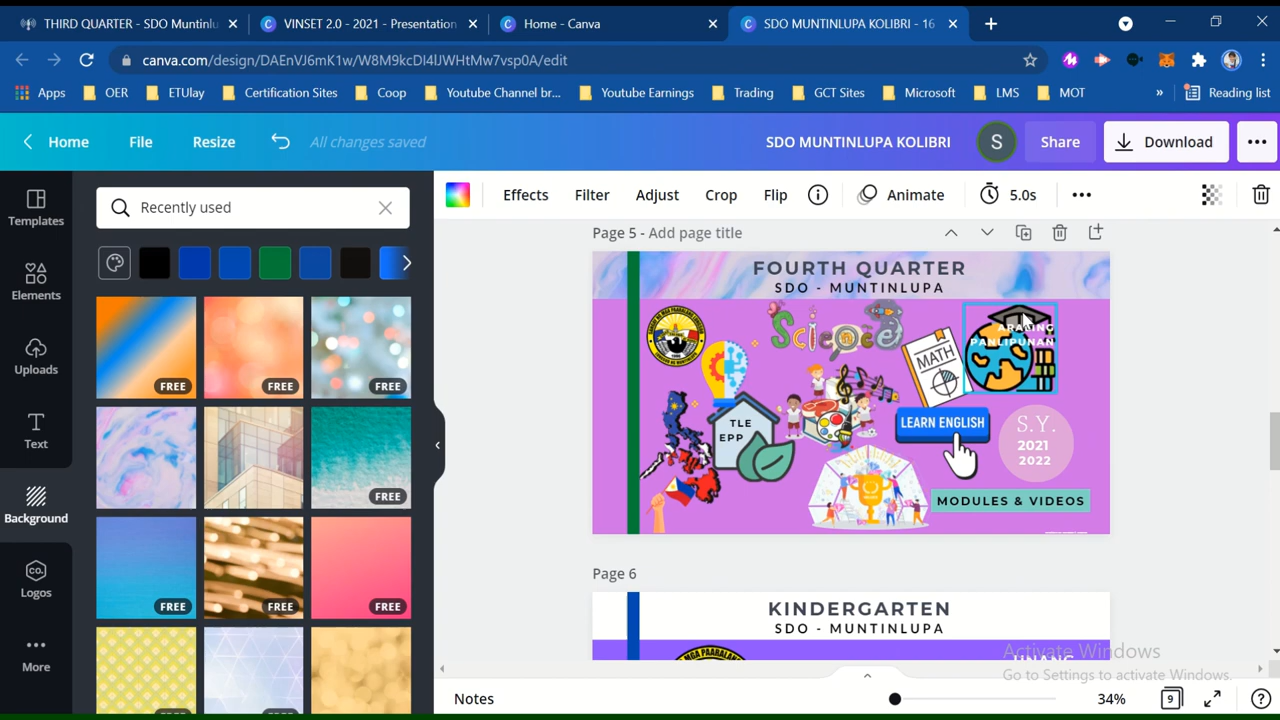 THIRD QUARTER - SDO Muntinlu
VINSET 2.0 - 2021 - Presentation
Home - Canva
SDO MUNTINLUPA KOLIBRI - 16
canva.com/design/DAEnVJ6mK1w/W8M9kcDI4lJWHtMw7vsp0A/edit
Apps
OER
ETUlay
Certification Sites
Coop
Youtube Channel br...
Youtube Earnings
Trading
GCT Sites
Microsoft
LMS
MOT
»
Reading list
Home
File
Resize
All changes saved
SDO MUNTINLUPA KOLIBRI
S
Share
Download
Templates
Elements
Uploads
Text
Background
CO.
Logos
More
Recently used
FREE
FREE
FREE
FREE
FREE
FREE
FREE
Effects
Filter
Adjust
Crop
Flip
Animate
5.0s
Page 5 - Add page title
FOURTH QUARTER
SDO - MUNTINLUPA
Science
MATH
ARALING
PANLIPUNAN
TLE
EPP
LEARN ENGLISH
S.Y.
2021
2022
MODULES & VIDEOS
Page 6
KINDERGARTEN
SDO - MUNTINLUPA
UNANG
Activate Windows
Go to Settings to activate Windows.
Notes
34%
9